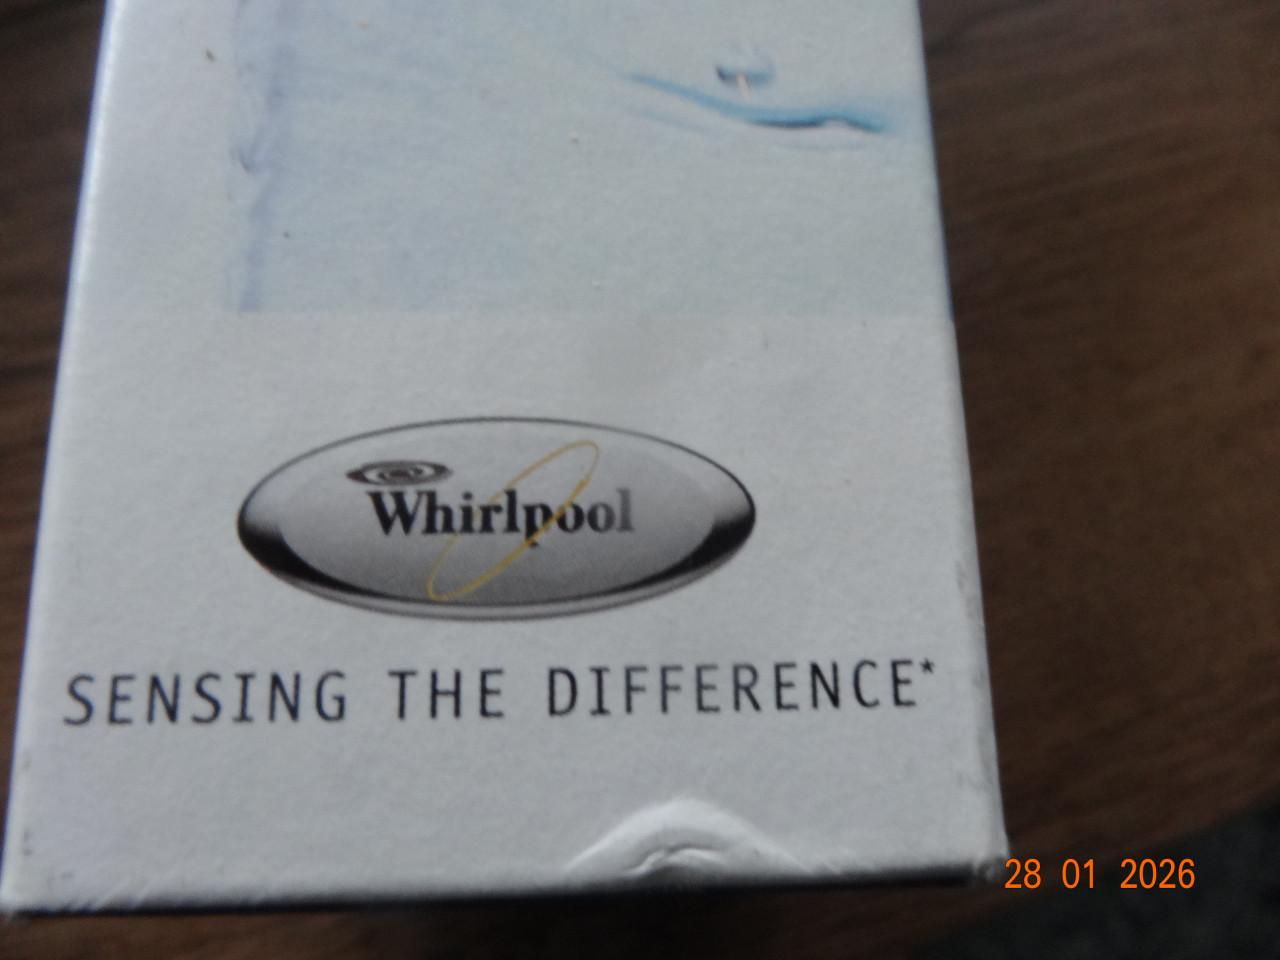 Whirlpool
SENSING THE DIFFERENCE*
28 01 2026